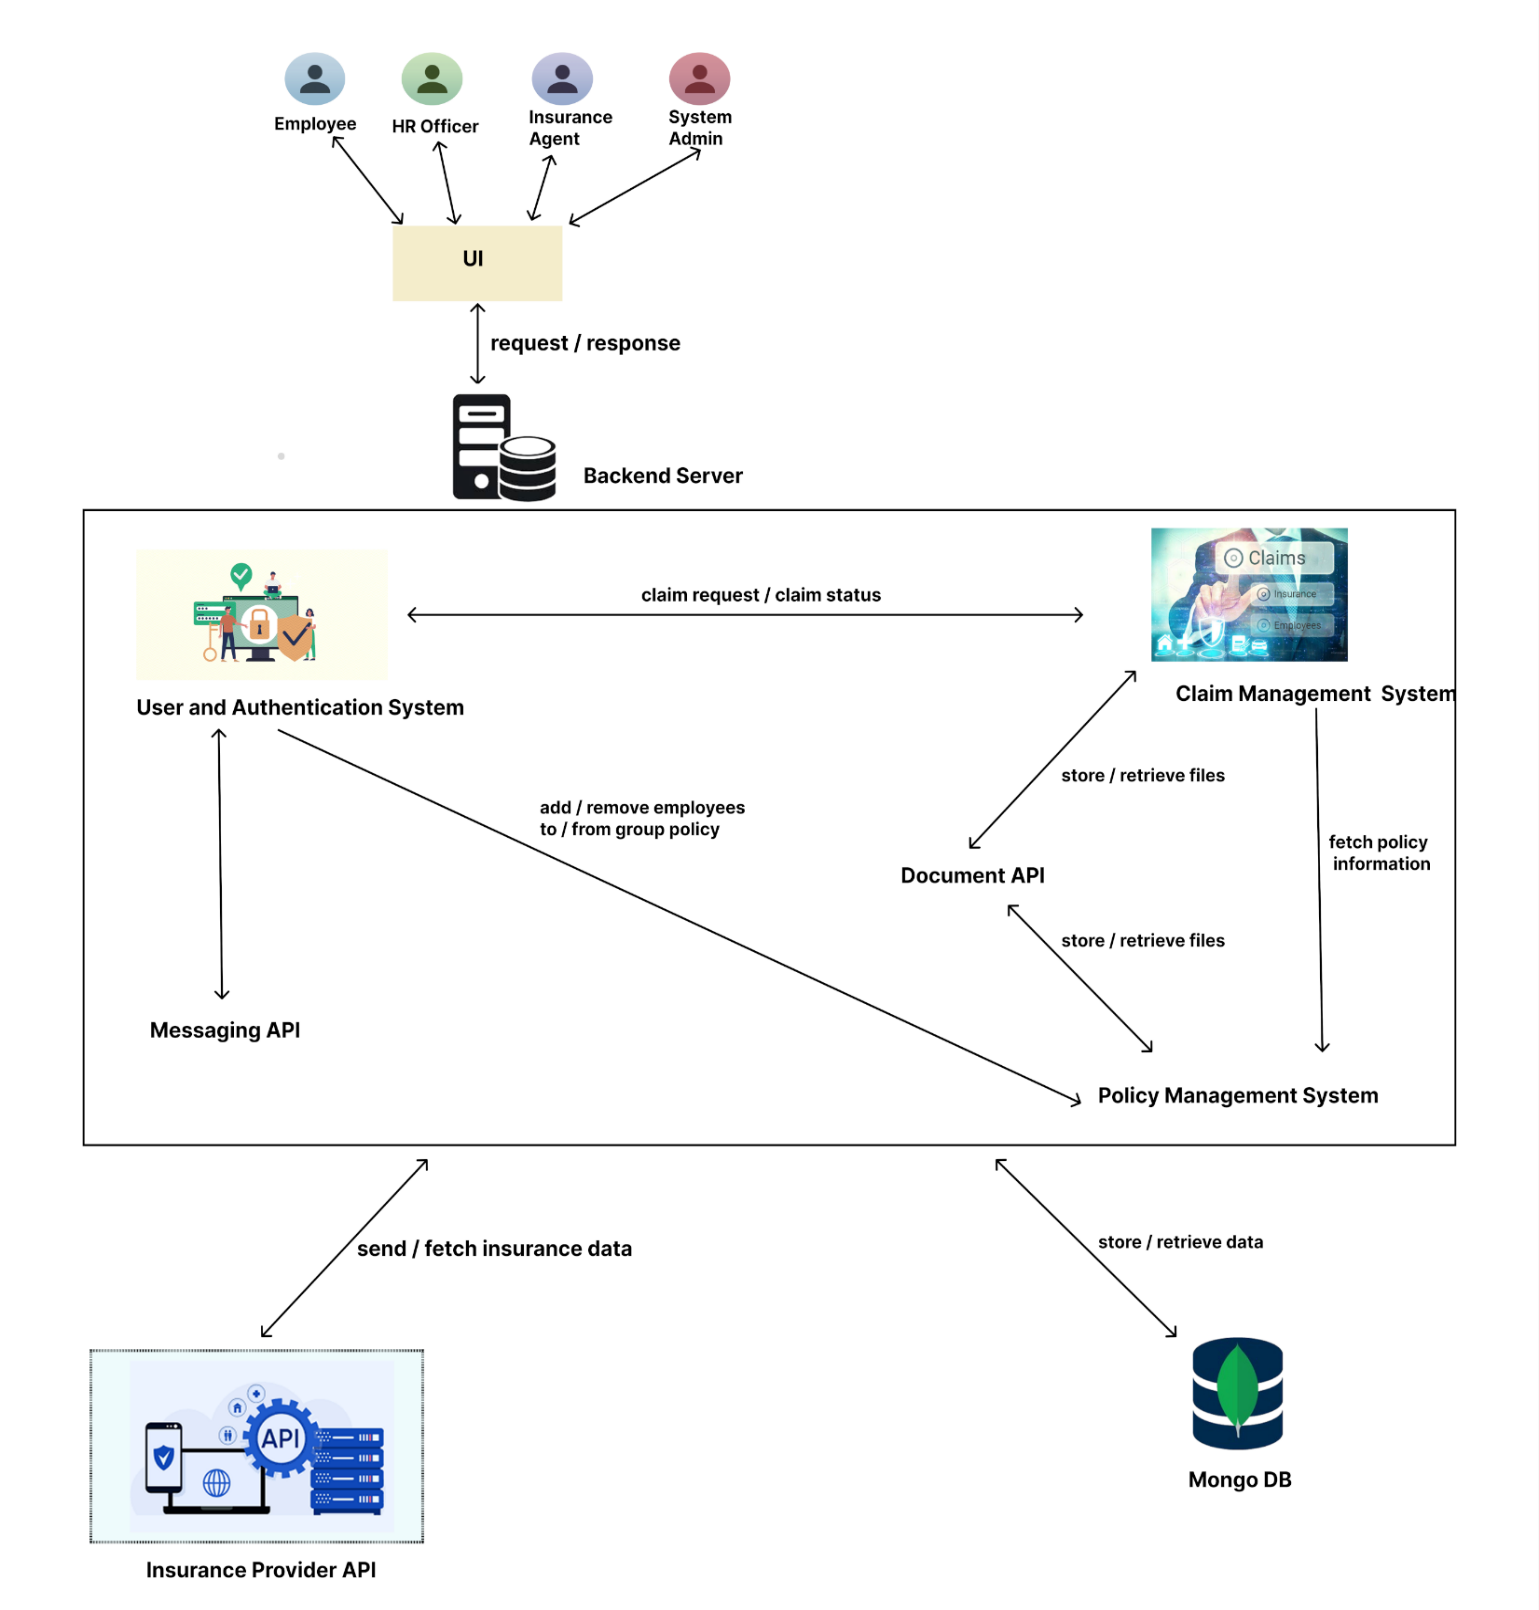 Employee
HR Officer
Insurance
Agent
System
Admin
UI
request / response
Backend Server
Claims
Insurance
Employees
claim request / claim status
User and Authentication System
Claim Management System
store / retrieve files
add / remove employees
to / from group policy
fetch policy
information
Document API
store / retrieve files
Messaging API
Policy Management System
send / fetch insurance data
store / retrieve data
API
Mongo DB
Insurance Provider API